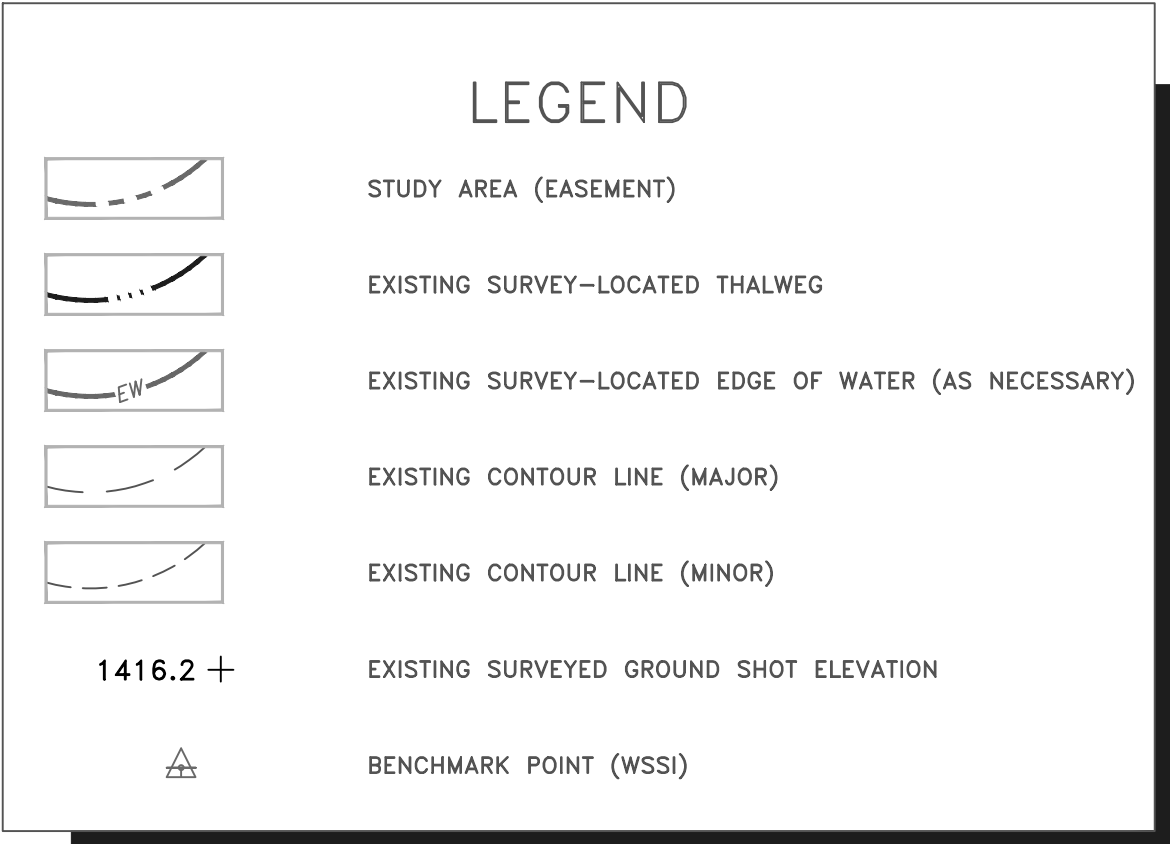 LEGEND
STUDY AREA (EASEMENT)
EXISTING SURVEY-LOCATED THALWEG
EW EXISTING SURVEY-LOCATED EDGE OF WATER (AS NECESSARY)
EXISTING CONTOUR LINE (MAJOR)
EXISTING CONTOUR LINE (MINOR)
1416.2 + EXISTING SURVEYED GROUND SHOT ELEVATION
BENCHMARK POINT (WSSI)